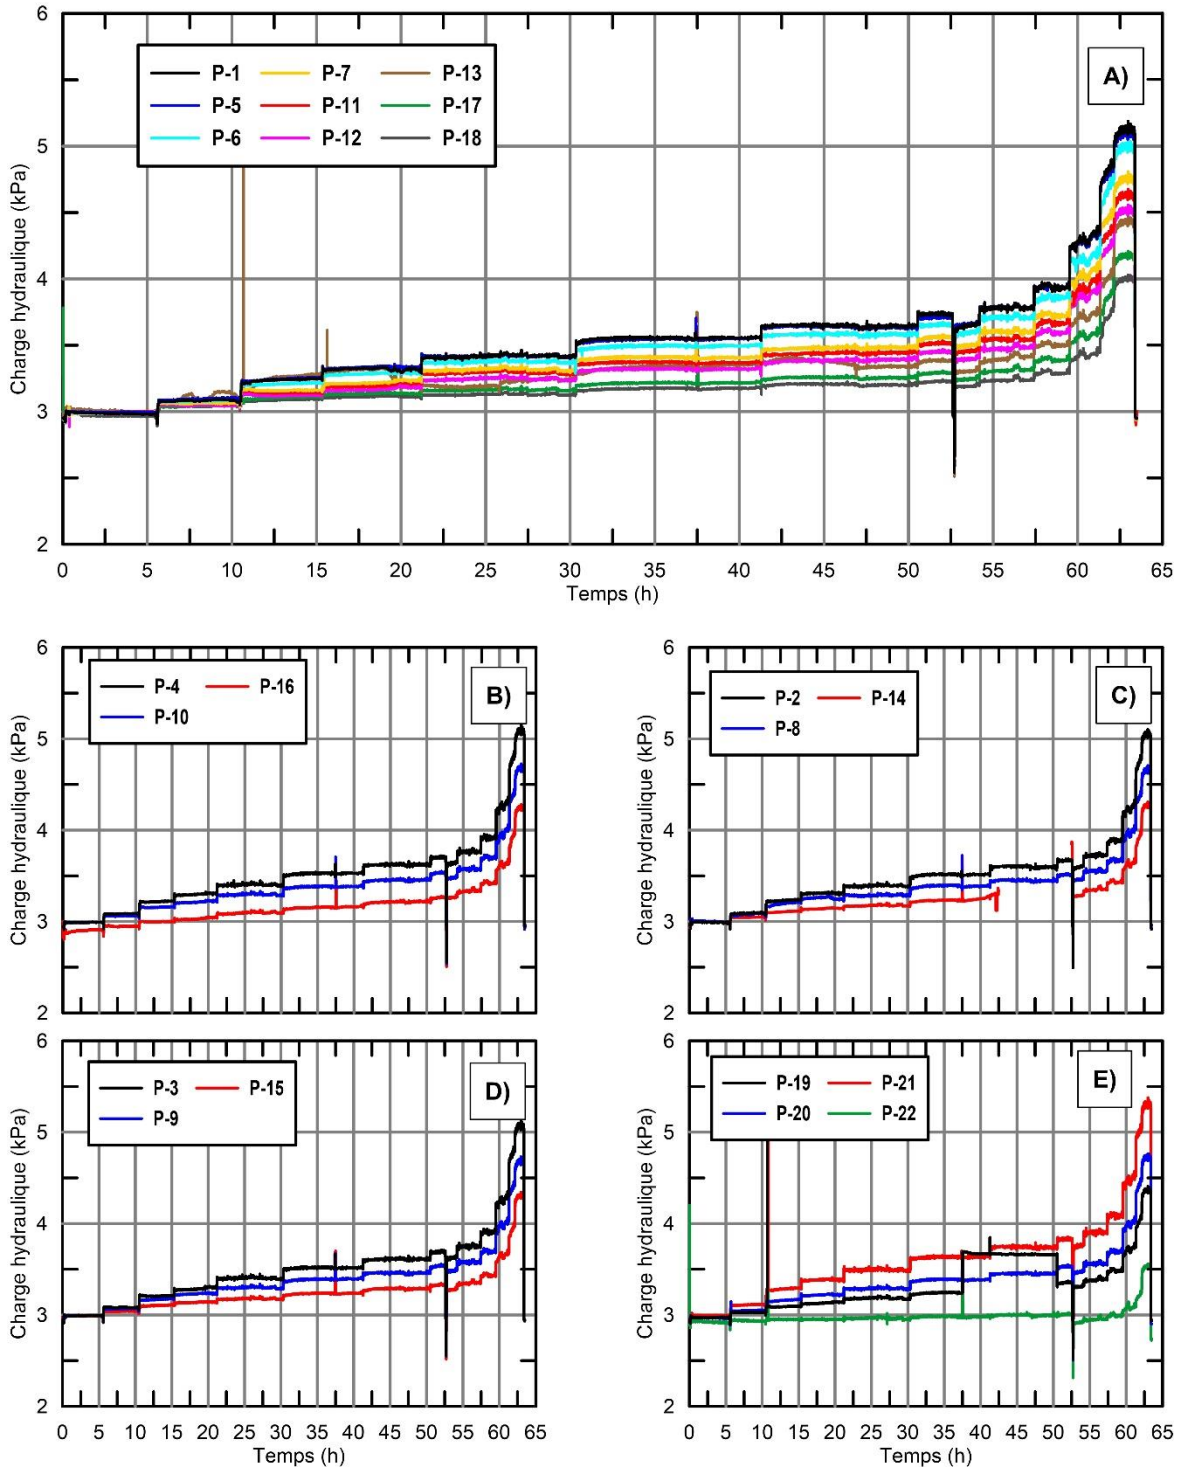 6
5
4
3
2
Charge hydraulique (kPa)
P-1 P-7 P-13
P-5 P-11 P-17
P-6 P-12 P-18
A)
0 5 10 15 20 25 30 35 40 45 50 55 60 65
Temps (h)
6
5
4
3
2
Charge hydraulique (kPa)
P-4 P-16
P-10
B)
6
5
4
3
2
Charge hydraulique (kPa)
P-2 P-14
P-8
C)
6
5
4
3
2
Charge hydraulique (kPa)
P-3 P-15
P-9
D)
0 5 10 15 20 25 30 35 40 45 50 55 60 65
Temps (h)
6
5
4
3
2
Charge hydraulique (kPa)
P-19 P-21
P-20 P-22
E)
0 5 10 15 20 25 30 35 40 45 50 55 60 65
Temps (h)